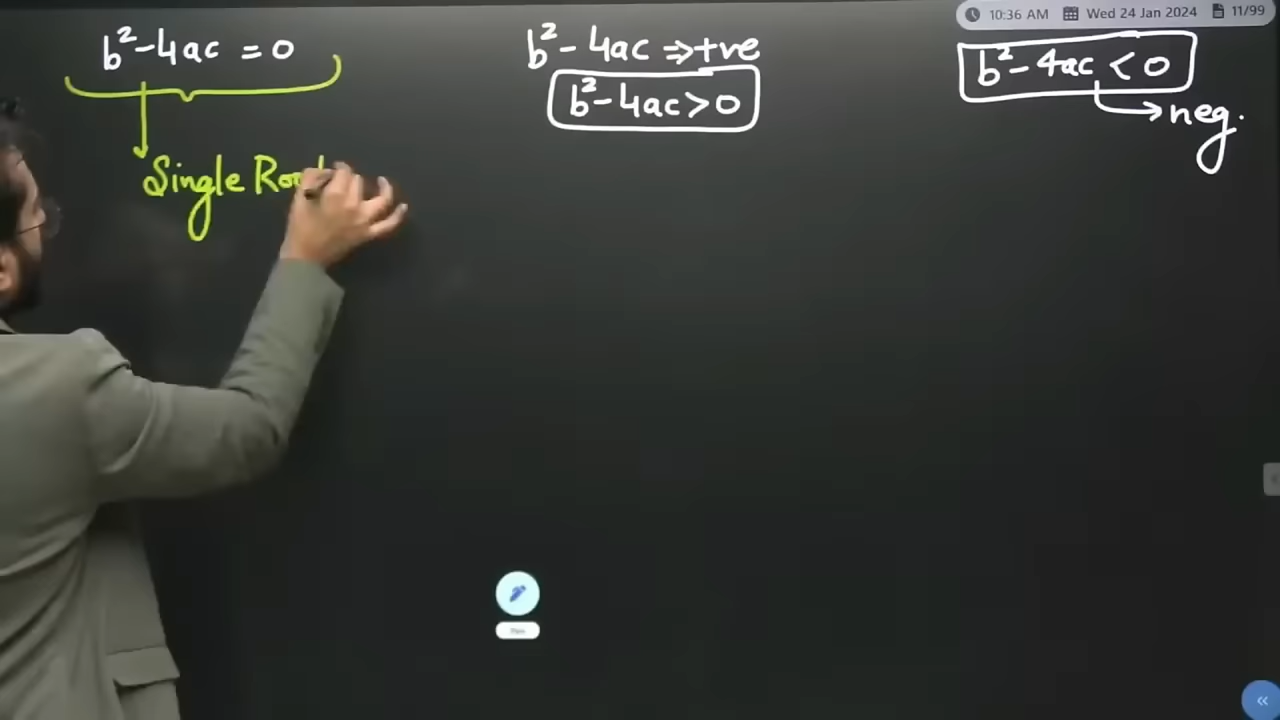 10:36 AM Wed 24 Jan 2024 11/99
b²-4ac = 0
b²-4ac ⇒ +ve
b²-4ac > 0
b²-4ac < 0
→ neg.
Single